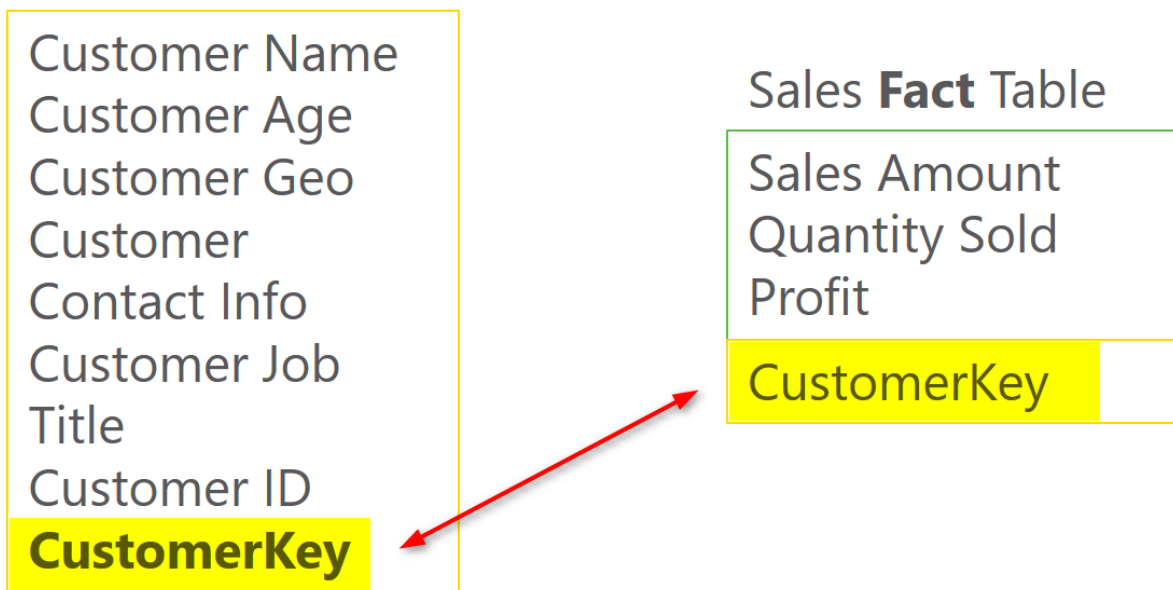 Customer Name
Customer Age
Customer Geo
Customer
Contact Info
Customer Job
Title
Customer ID
CustomerKey
Sales Fact Table
Sales Amount
Quantity Sold
Profit
CustomerKey